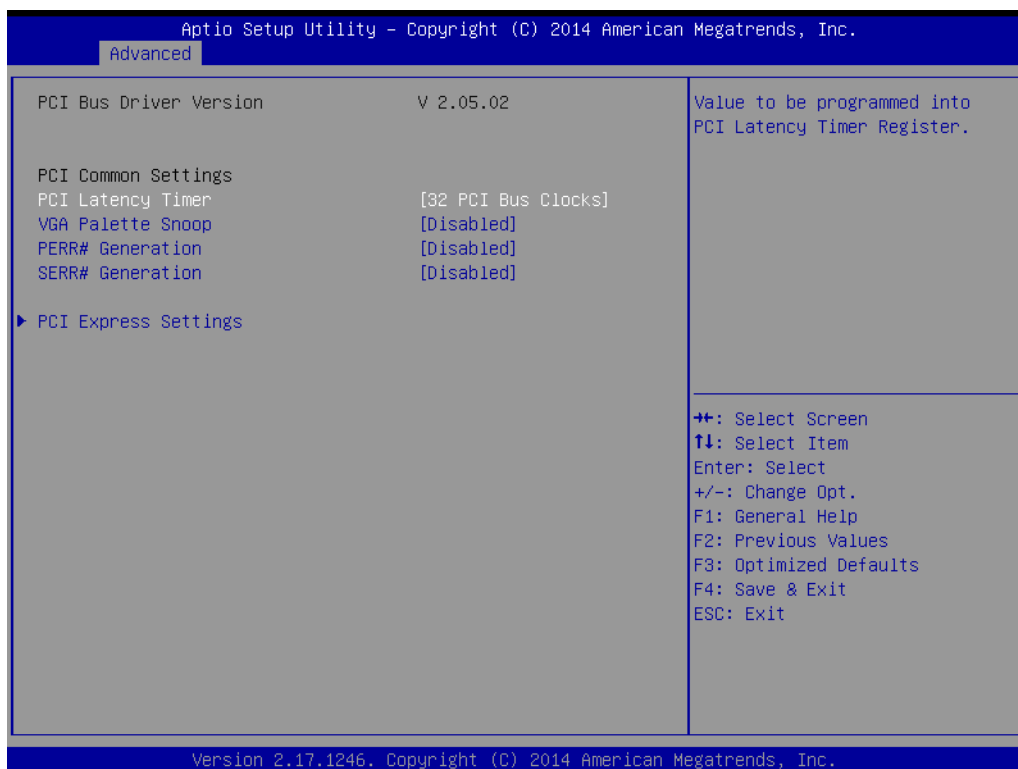 Aptio Setup Utility – Copyright (C) 2014 American Megatrends, Inc.
Advanced
PCI Bus Driver Version V 2.05.02
PCI Common Settings
PCI Latency Timer [32 PCI Bus Clocks]
VGA Palette Snoop [Disabled]
PERR# Generation [Disabled]
SERR# Generation [Disabled]
▶ PCI Express Settings
Value to be programmed into
PCI Latency Timer Register.
→←: Select Screen
↑↓: Select Item
Enter: Select
+/-: Change Opt.
F1: General Help
F2: Previous Values
F3: Optimized Defaults
F4: Save & Exit
ESC: Exit
Version 2.17.1246. Copyright (C) 2014 American Megatrends, Inc.